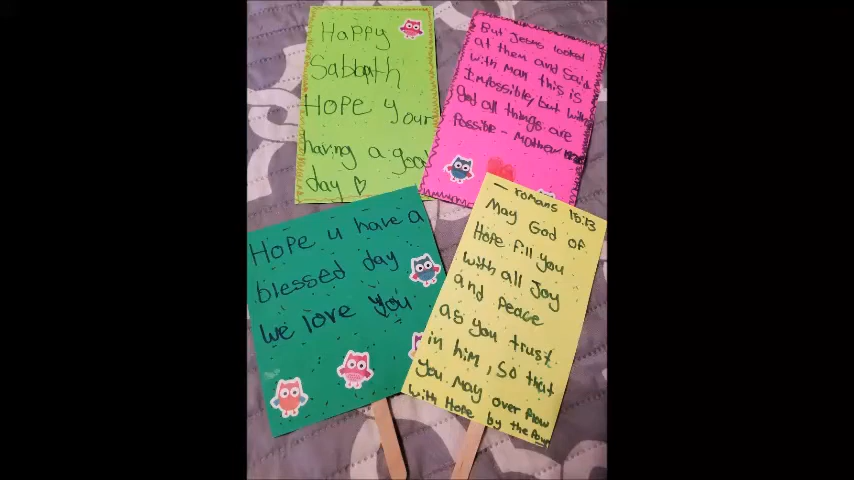 Happy
Sabbath
Hope your
having a good
day ♡
But Jesus looked
at them and said
with man this is
Impossible, but with
god all things are
Possible - Mathew
Hope u have a
blessed day
we love you
— Romans 15:13
May God of
Hope fill you
with all Joy
and Peace
as you trust
in him, so that
you may over flow
with Hope by the